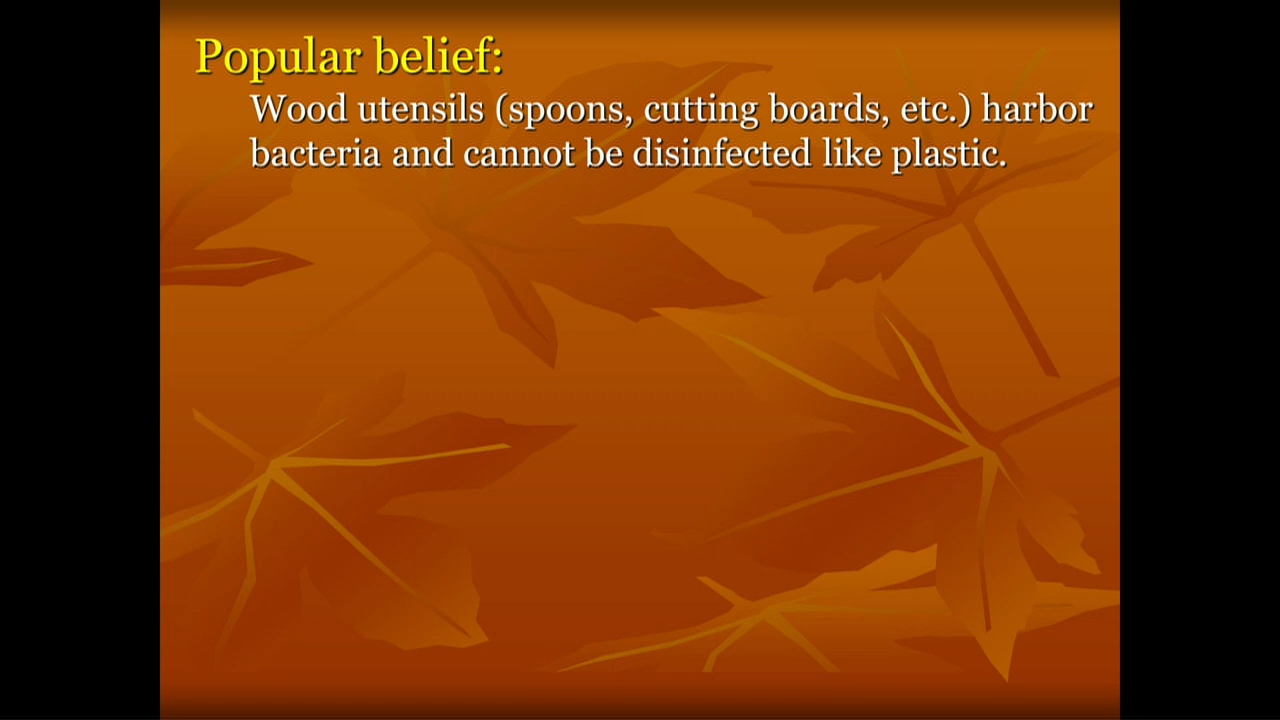 Popular belief:
Wood utensils (spoons, cutting boards, etc.) harbor
bacteria and cannot be disinfected like plastic.